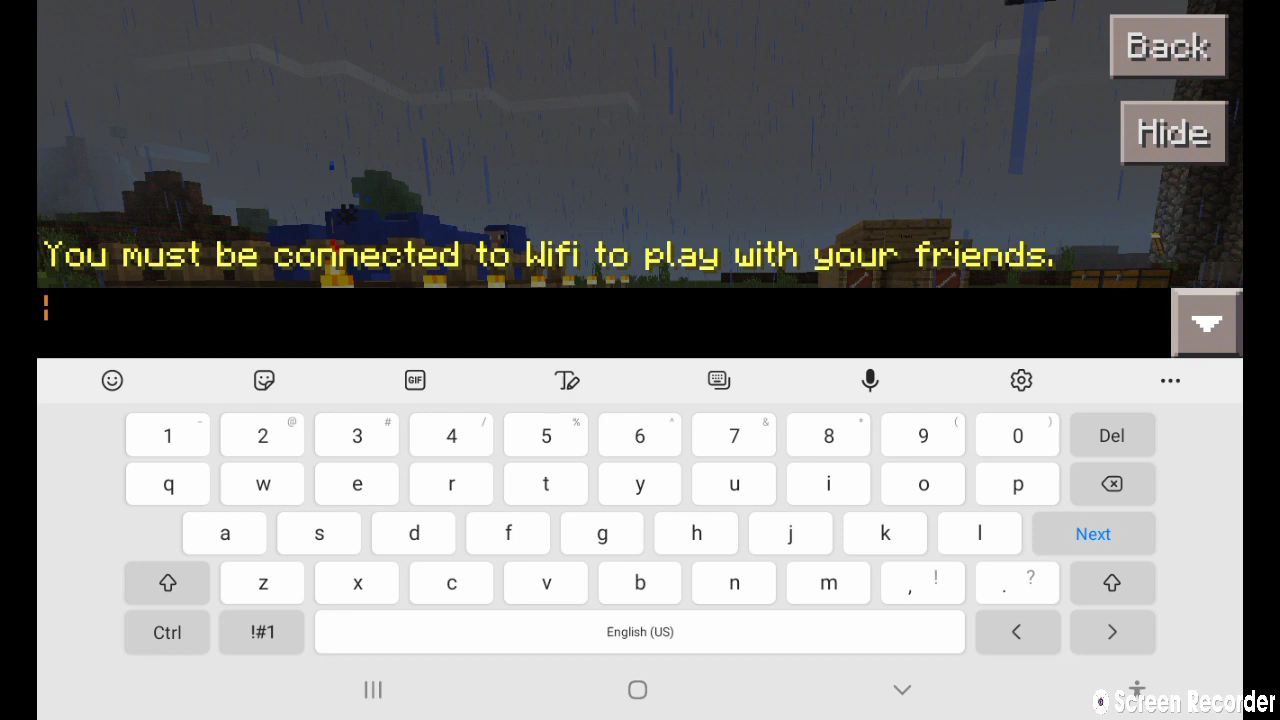 Back
Hide
You must be connected to Wifi to play with your friends.
GIF
1 - 2 @ 3 # 4 / 5 % 6 ^ 7 & 8 * 9 ( 0 ) Del
q w e r t y u i o p
a s d f g h j k l Next
z x c v b n m , ! . ?
Ctrl !#1 English (US) < >
Screen Recorder